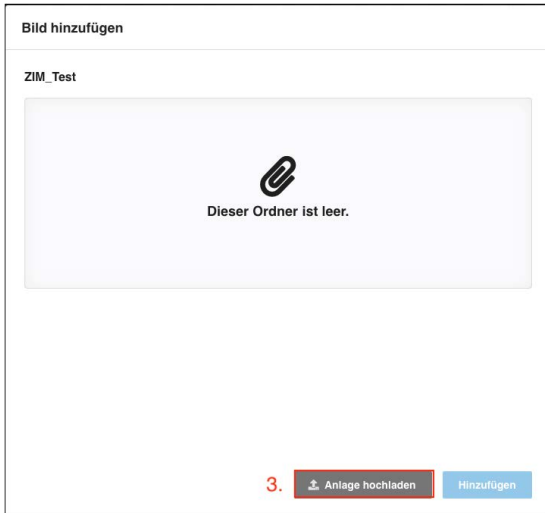 Bild hinzufügen
ZIM_Test
Dieser Ordner ist leer.
3. Anlage hochladen Hinzufügen